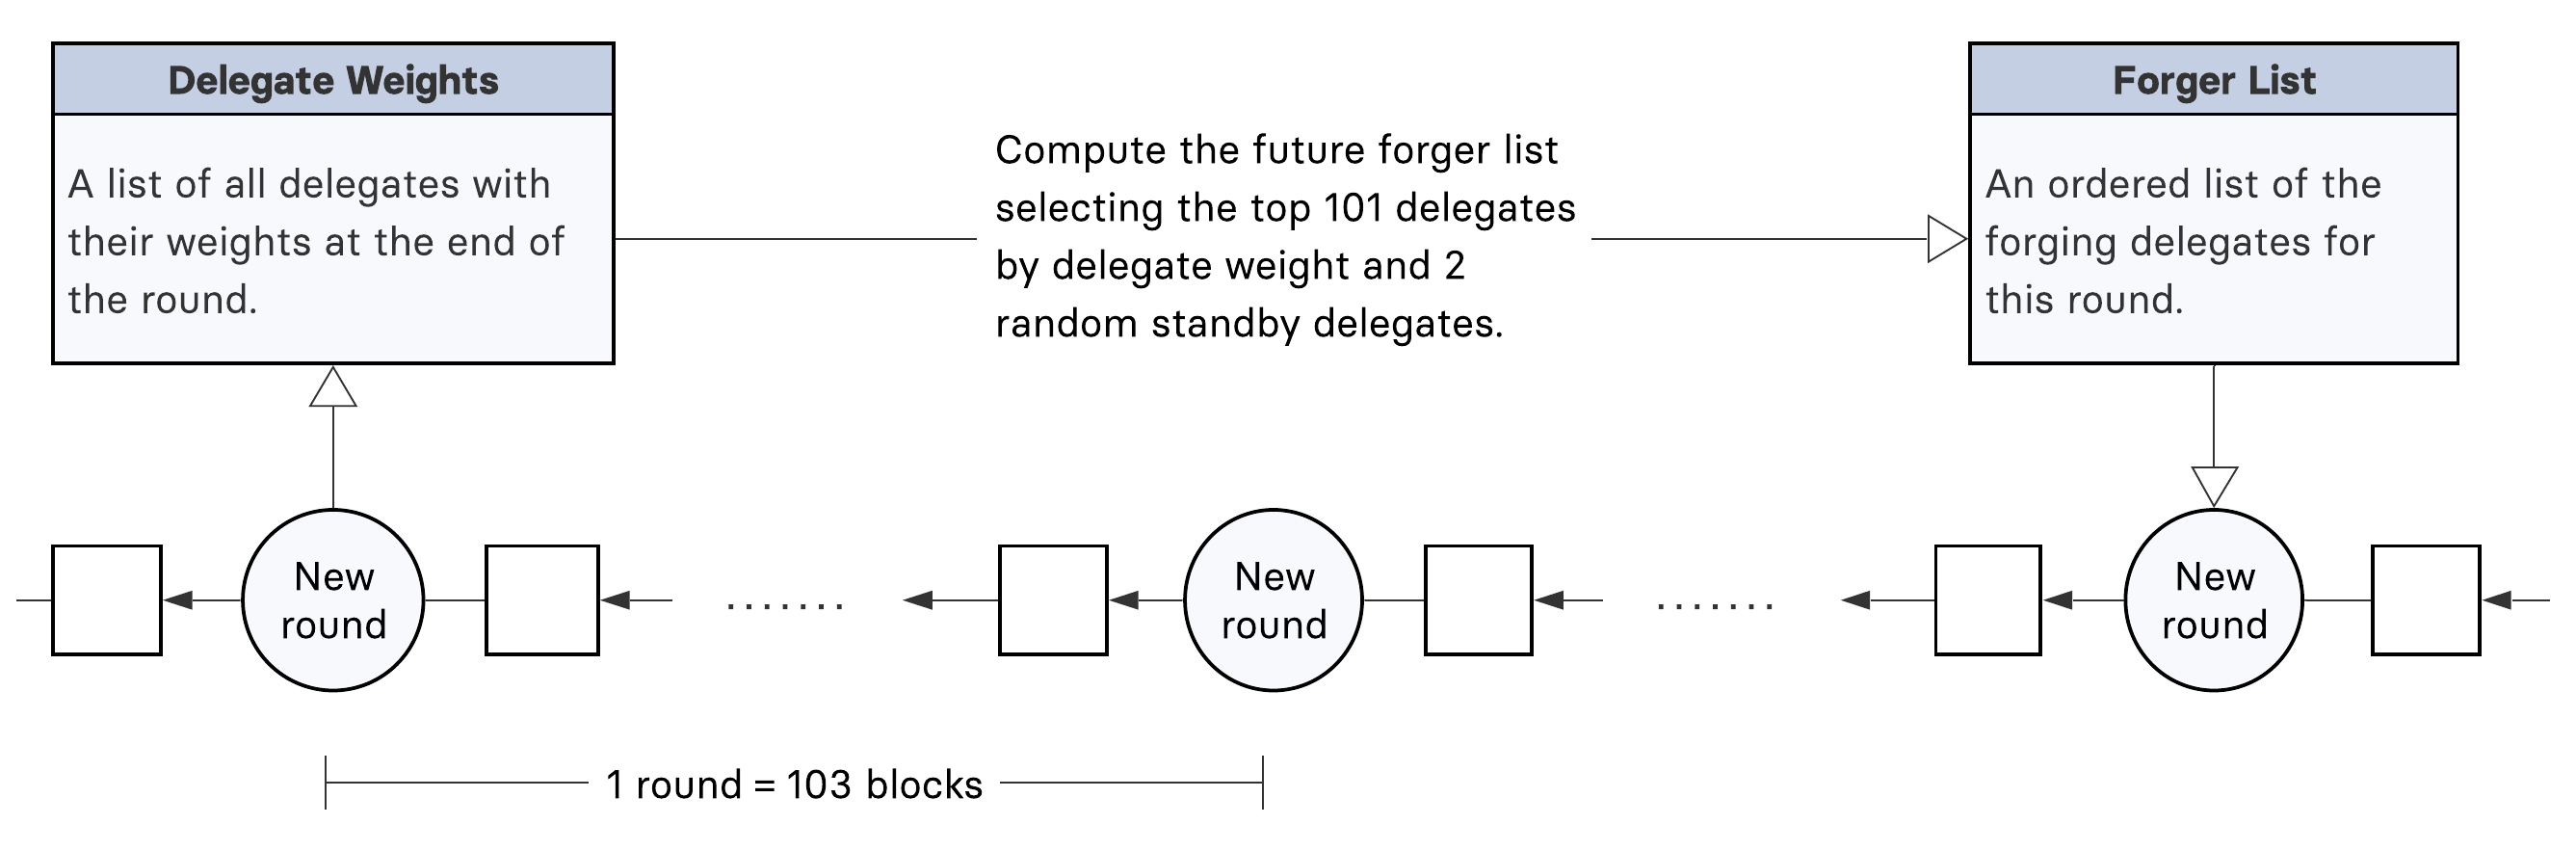 Delegate Weights
A list of all delegates with
their weights at the end of
the round.
Compute the future forger list
selecting the top 101 delegates
by delegate weight and 2
random standby delegates.
Forger List
An ordered list of the
forging delegates for
this round.
New
round
.......
New
round
.......
New
round
1 round = 103 blocks